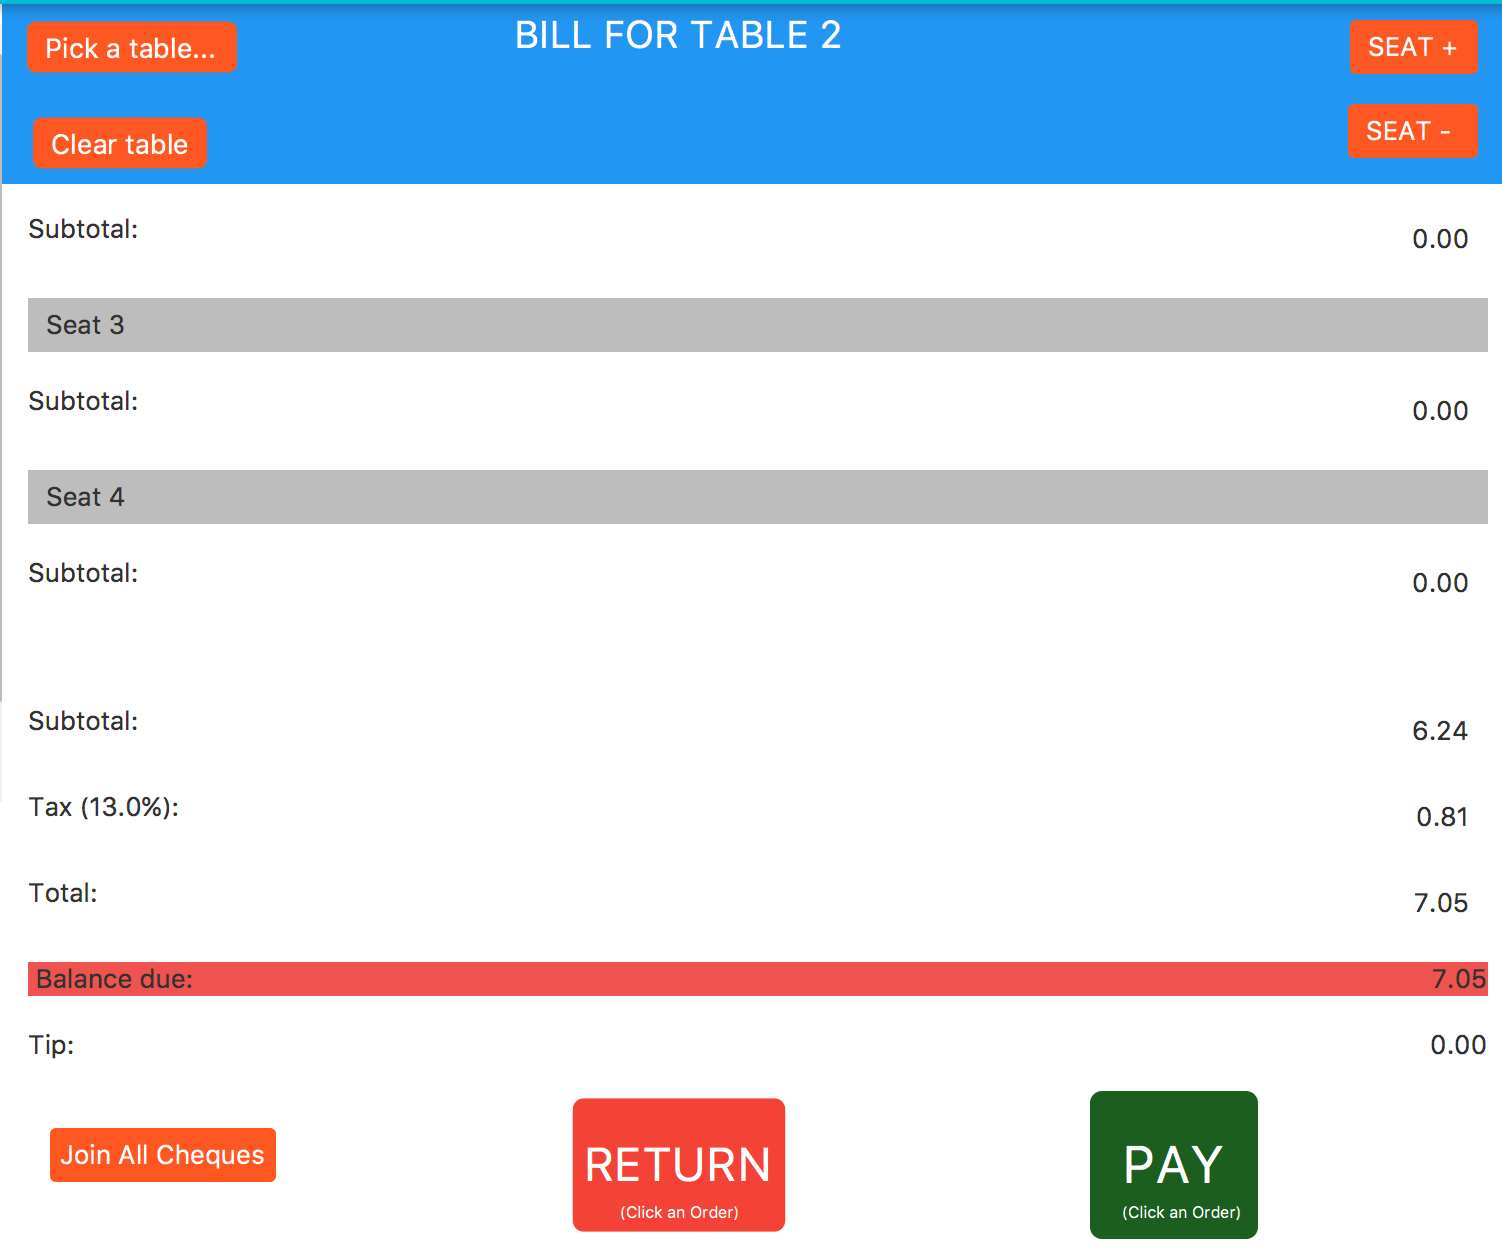 Pick a table...
BILL FOR TABLE 2
SEAT +
Clear table
SEAT -
Subtotal:
0.00
Seat 3
Subtotal:
0.00
Seat 4
Subtotal:
0.00
Subtotal:
6.24
Tax (13.0%):
0.81
Total:
7.05
Balance due:
7.05
Tip:
0.00
Join All Cheques
RETURN
(Click an Order)
PAY
(Click an Order)